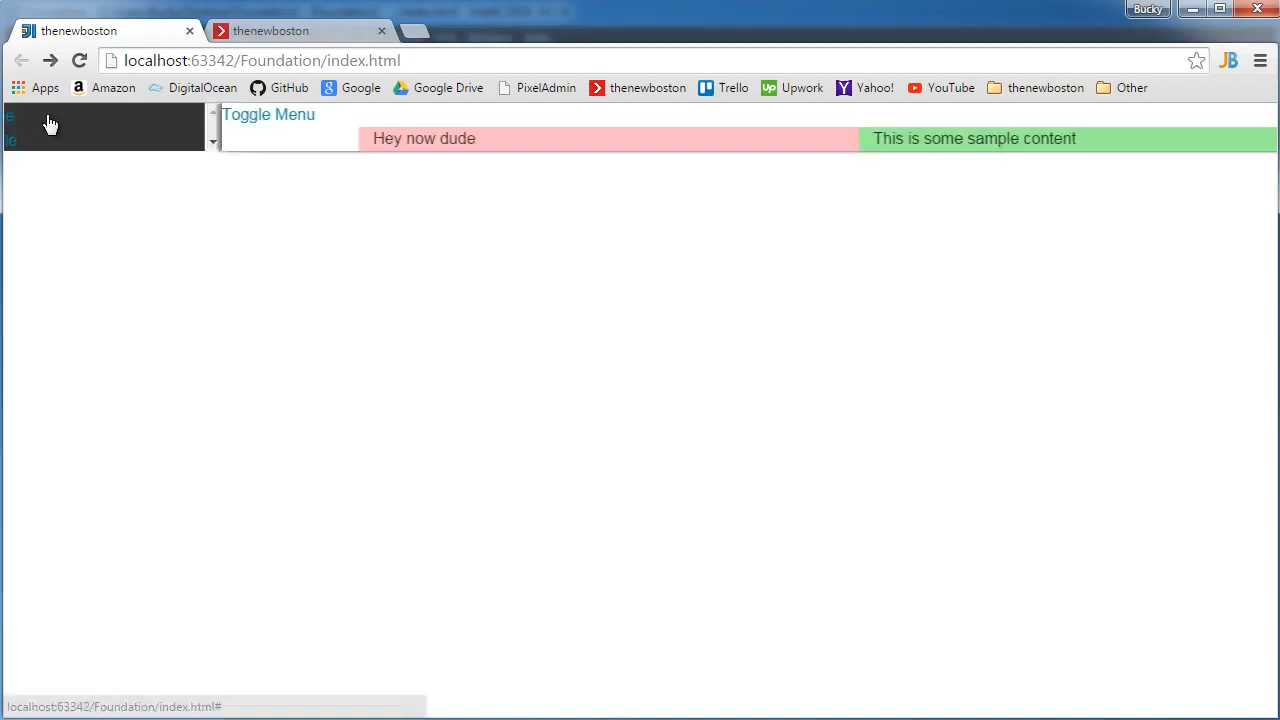 Bucky
thenewboston
thenewboston
localhost:63342/Foundation/index.html
Apps
Amazon
DigitalOcean
GitHub
Google
Google Drive
PixelAdmin
thenewboston
Trello
Upwork
Yahoo!
YouTube
thenewboston
Other
e
Toggle Menu
le
Hey now dude
This is some sample content
localhost:63342/Foundation/index.html#